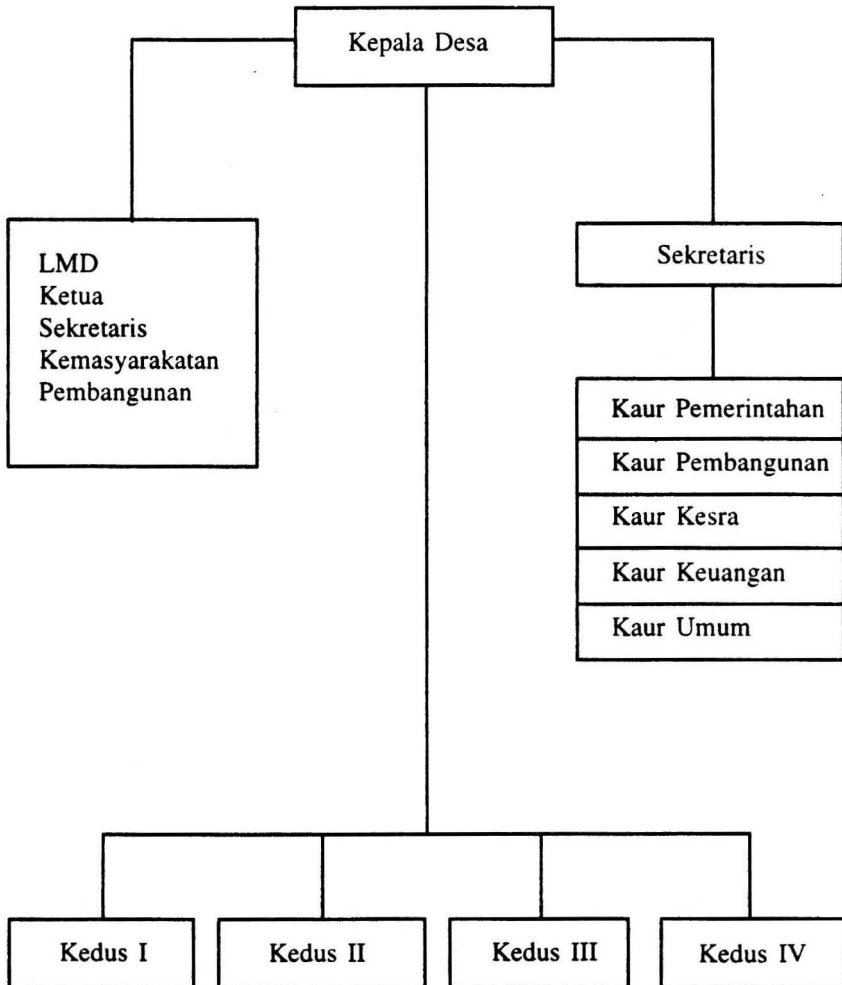 Kepala Desa
LMD
Ketua
Sekretaris
Kemasyarakatan
Pembangunan
Sekretaris
Kaur Pemerintahan
Kaur Pembangunan
Kaur Kesra
Kaur Keuangan
Kaur Umum
Kedus I
Kedus II
Kedus III
Kedus IV